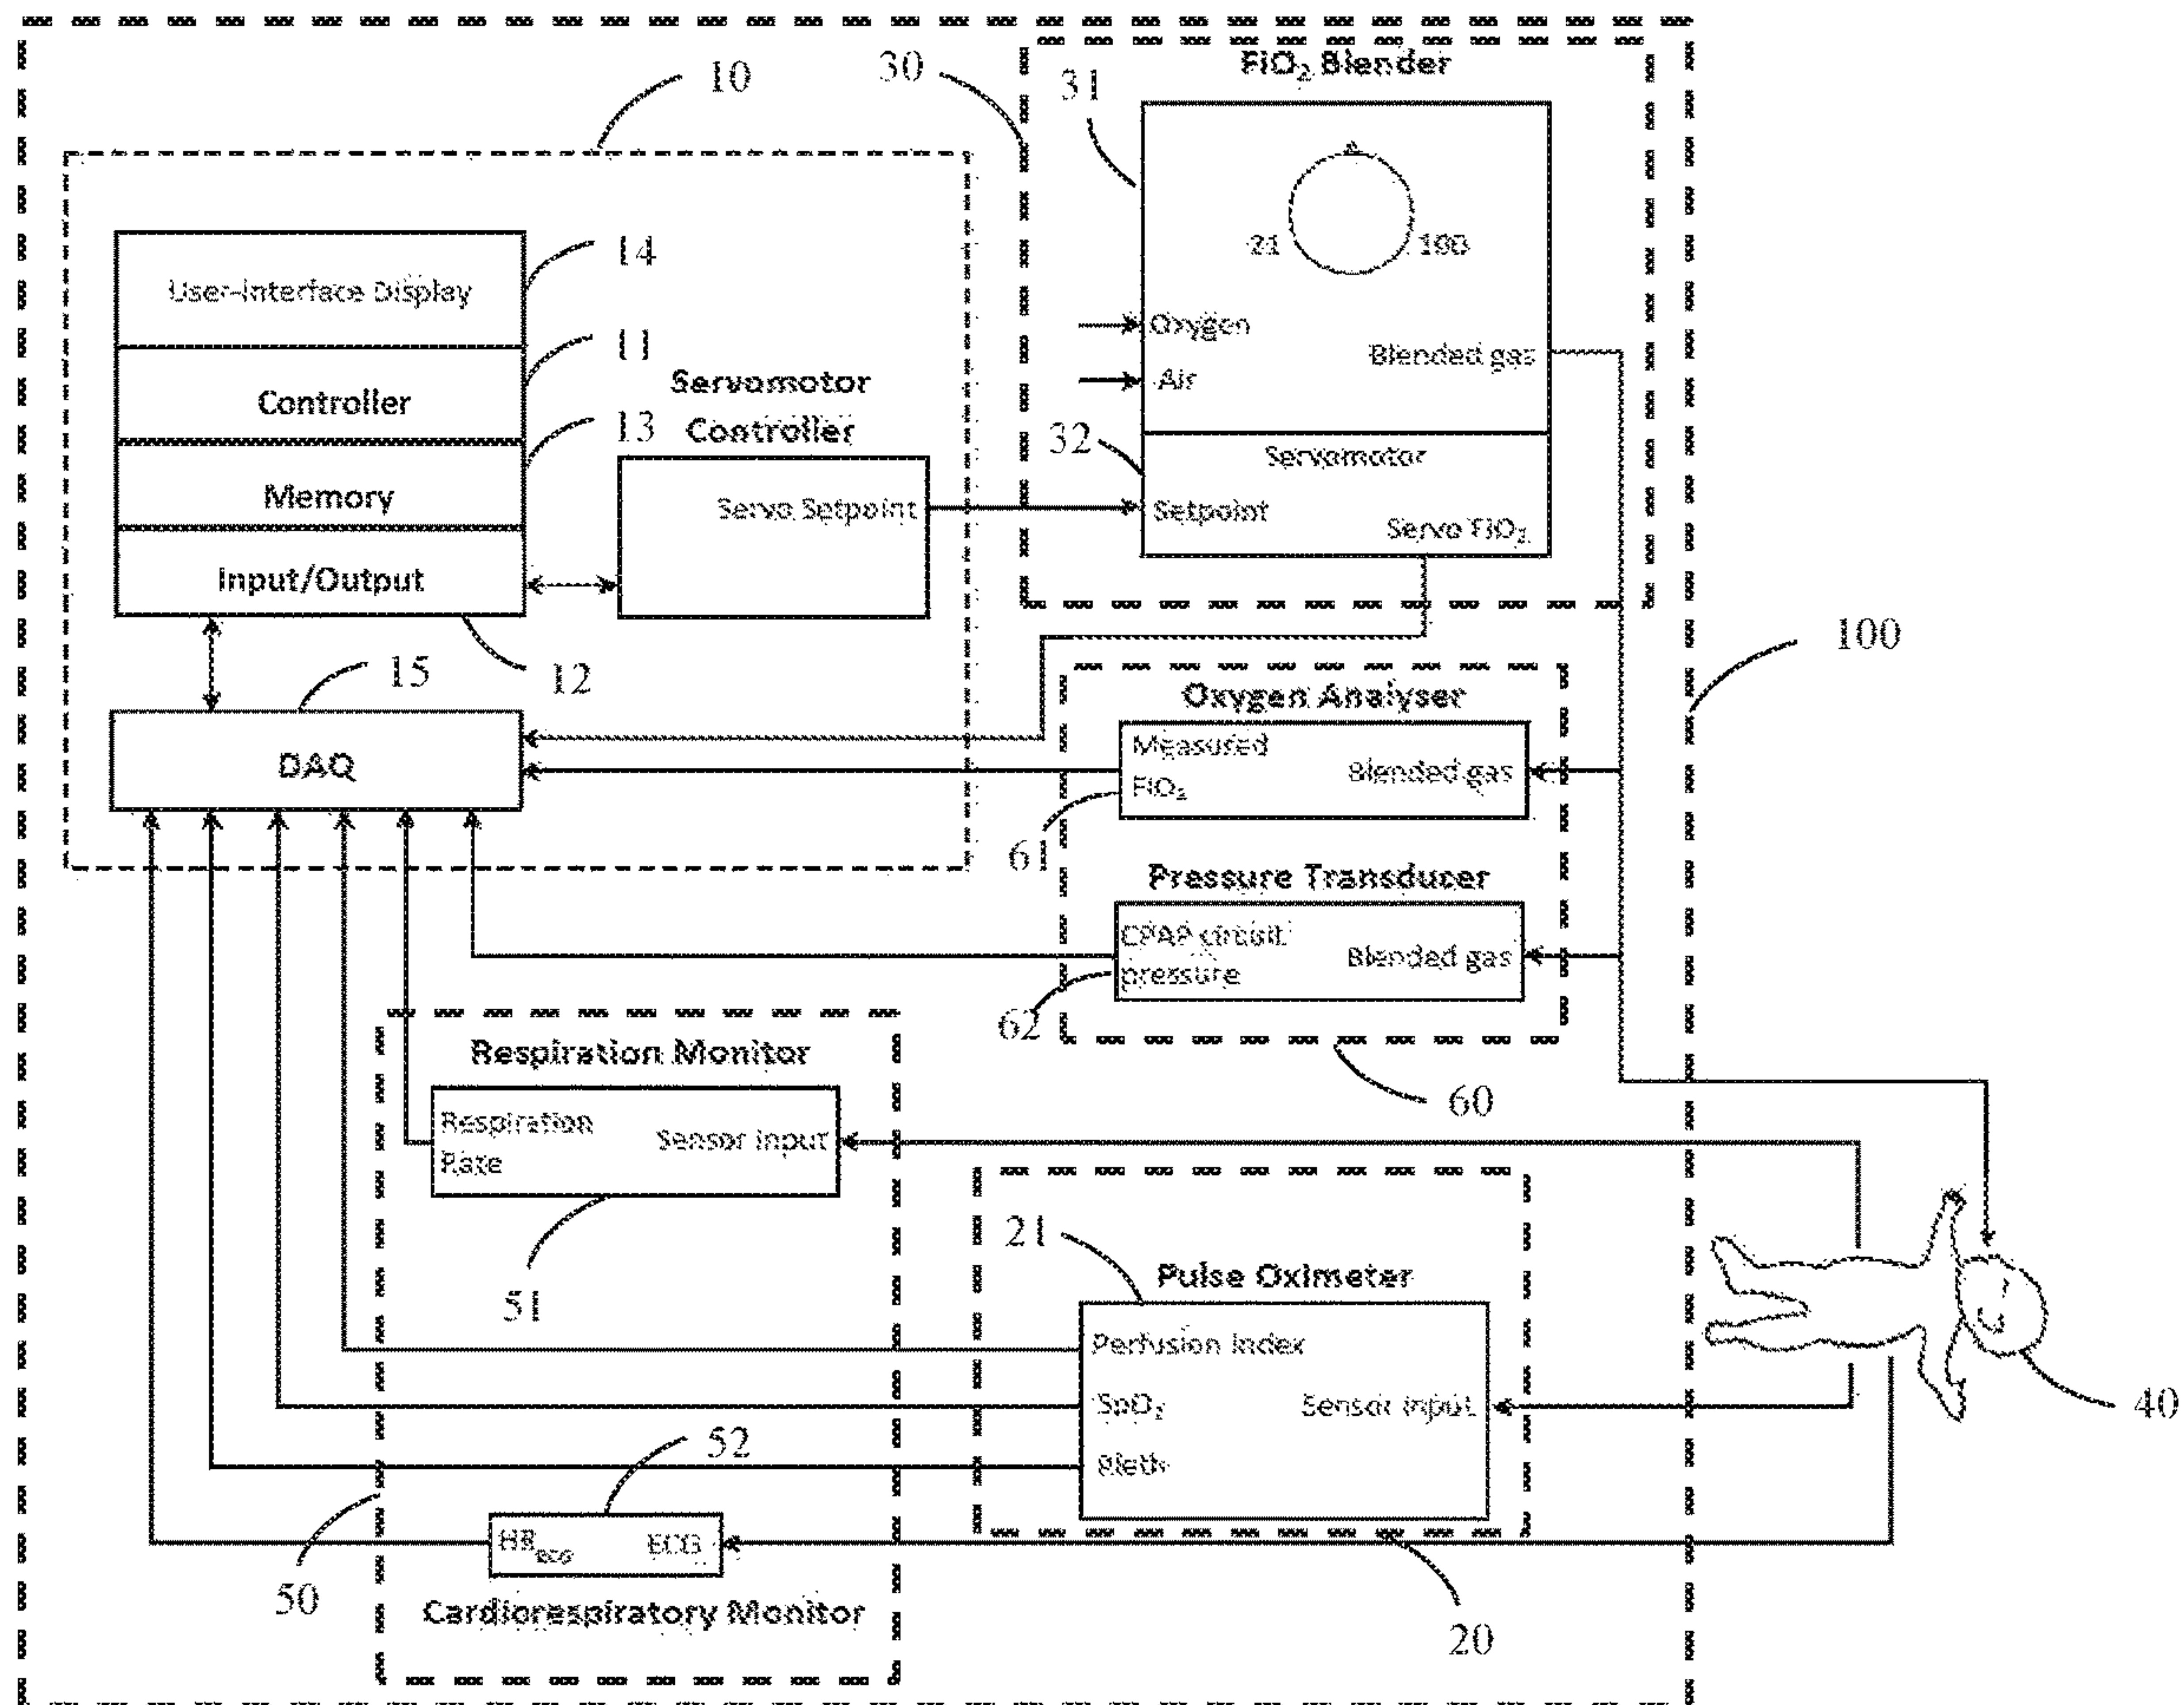 10
30
FiO₂ Blender
31
21
100
Oxygen
Air
Blended gas
14
User-Interface Display
11
Controller
13
Memory
Input/Output
12
Servomotor
Controller
Servo Setpoint
32
Servomotor
Setpoint
Servo FiO₂
100
15
DAQ
Oxygen Analyser
Measured
FiO₂
Blended gas
6
Pressure Transducer
CPAP circuit
pressure
Blended gas
62
60
Respiration Monitor
Respiration
Rate
Sensor Input
51
21
Pulse Oximeter
Perfusion Index
SpO₂
Pleth
Sensor Input
40
52
HR ECG
ECG
50
Cardiorespiratory Monitor
20